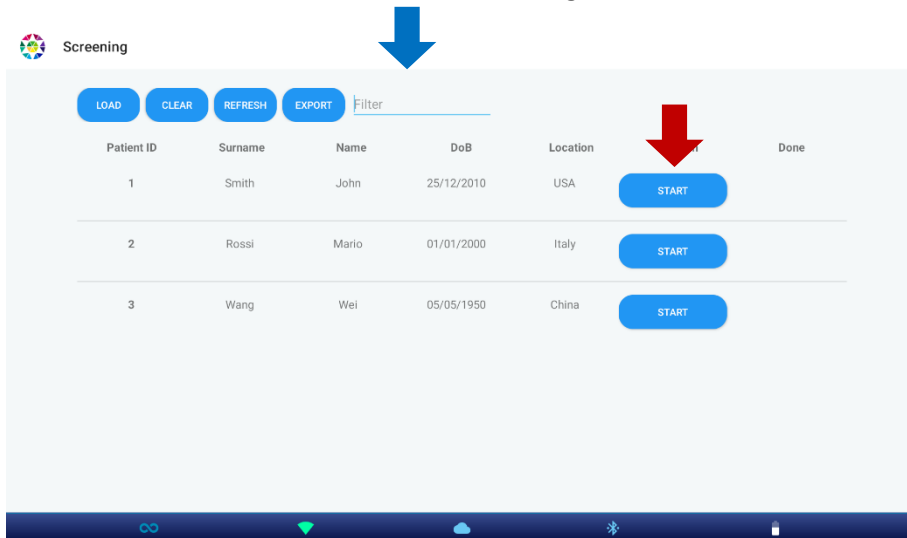 Screening
LOAD CLEAR REFRESH EXPORT Filter
Patient ID Surname Name DoB Location Done
1 Smith John 25/12/2010 USA START
2 Rossi Mario 01/01/2000 Italy START
3 Wang Wei 05/05/1950 China START